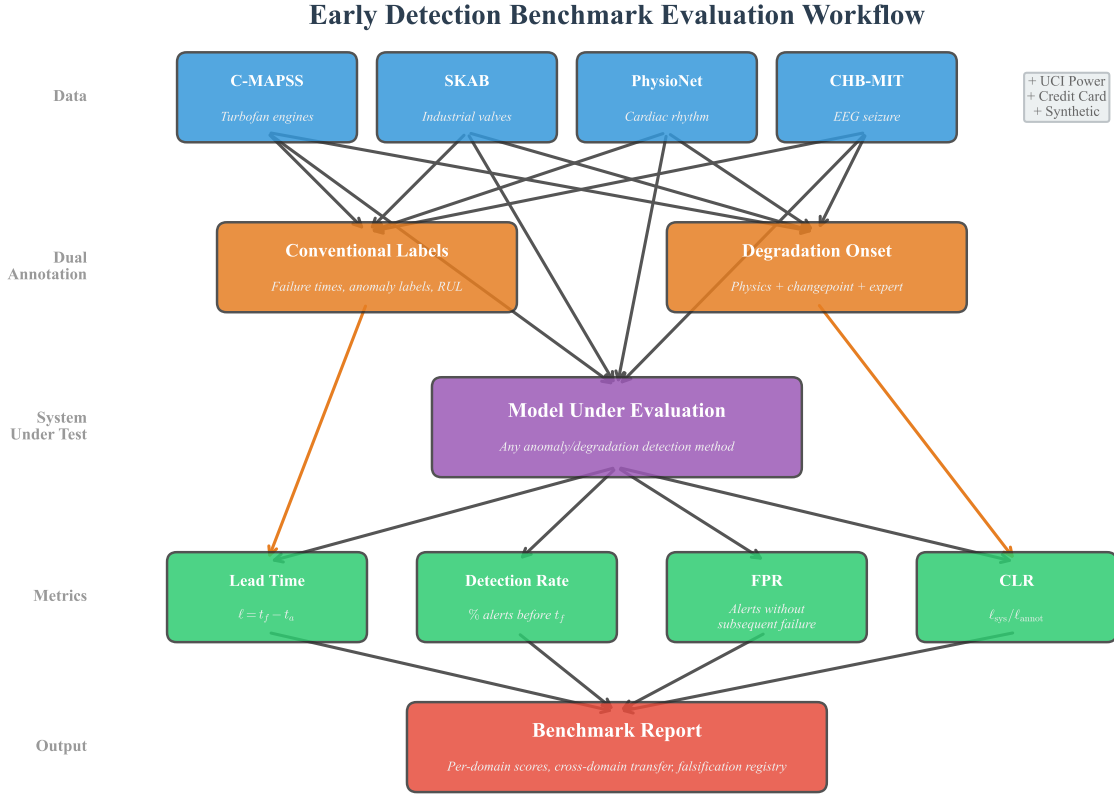 Early Detection Benchmark Evaluation Workflow
Data
C-MAPSS
Turbofan engines
SKAB
Industrial valves
PhysioNet
Cardiac rhythm
CHB-MIT
EEG seizure
+ UCI Power
+ Credit Card
+ Synthetic
Dual
Annotation
Conventional Labels
Failure times, anomaly labels, RUL
Degradation Onset
Physics + changepoint + expert
System
Under Test
Model Under Evaluation
Any anomaly/degradation detection method
Metrics
Lead Time
ℓ = t_f − t_a
Detection Rate
% alerts before t_f
FPR
Alerts without
subsequent failure
CLR
ℓ_sys/ℓ_annot
Output
Benchmark Report
Per-domain scores, cross-domain transfer, falsification registry